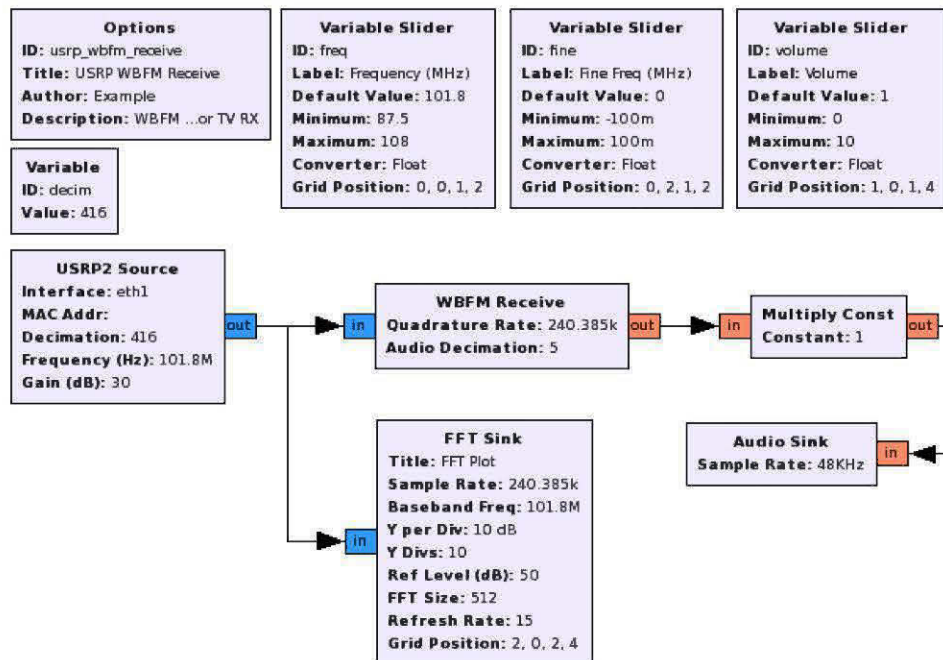 Options
ID: usrp_wbfm_receive
Title: USRP WBFM Receive
Author: Example
Description: WBFM ...or TV RX
Variable
ID: decim
Value: 416
Variable Slider
ID: freq
Label: Frequency (MHz)
Default Value: 101.8
Minimum: 87.5
Maximum: 108
Converter: Float
Grid Position: 0, 0, 1, 2
Variable Slider
ID: fine
Label: Fine Freq (MHz)
Default Value: 0
Minimum: -100m
Maximum: 100m
Converter: Float
Grid Position: 0, 2, 1, 2
Variable Slider
ID: volume
Label: Volume
Default Value: 1
Minimum: 0
Maximum: 10
Converter: Float
Grid Position: 1, 0, 1, 4
USRP2 Source
Interface: eth1
MAC Addr:
Decimation: 416
Frequency (Hz): 101.8M
Gain (dB): 30
out
in
WBFM Receive
Quadrature Rate: 240.385k
Audio Decimation: 5
out
in
Multiply Const
Constant: 1
out
in
FFT Sink
Title: FFT Plot
Sample Rate: 240.385k
Baseband Freq: 101.8M
Y per Div: 10 dB
Y Divs: 10
Ref Level (dB): 50
FFT Size: 512
Refresh Rate: 15
Grid Position: 2, 0, 2, 4
Audio Sink
Sample Rate: 48KHz
in